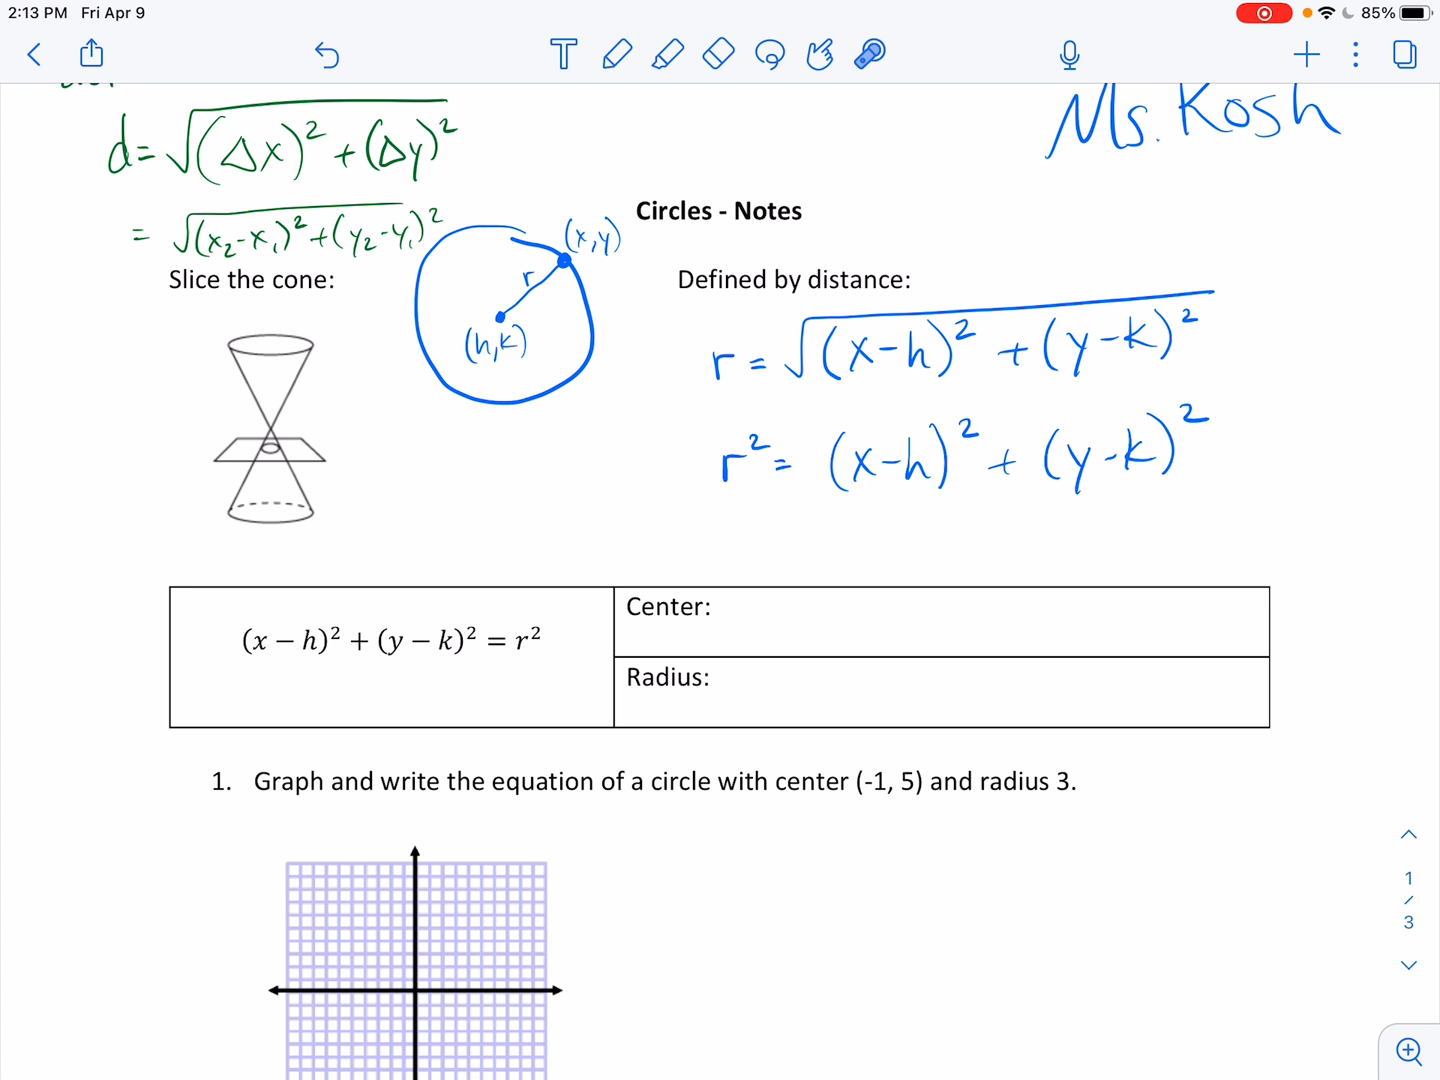 2:13 PM Fri Apr 9
85%
Ms. Kosh
d = √(Δx)² + (Δy)²
= √(x₂-x₁)² + (y₂-y₁)²
Circles - Notes
(x,y)
r
(h,k)
Slice the cone:
Defined by distance:
r = √(x-h)² + (y-k)²
r² = (x-h)² + (y-k)²
(x − h)² + (y − k)² = r²
Center:
Radius:
1. Graph and write the equation of a circle with center (-1, 5) and radius 3.
1
/
3